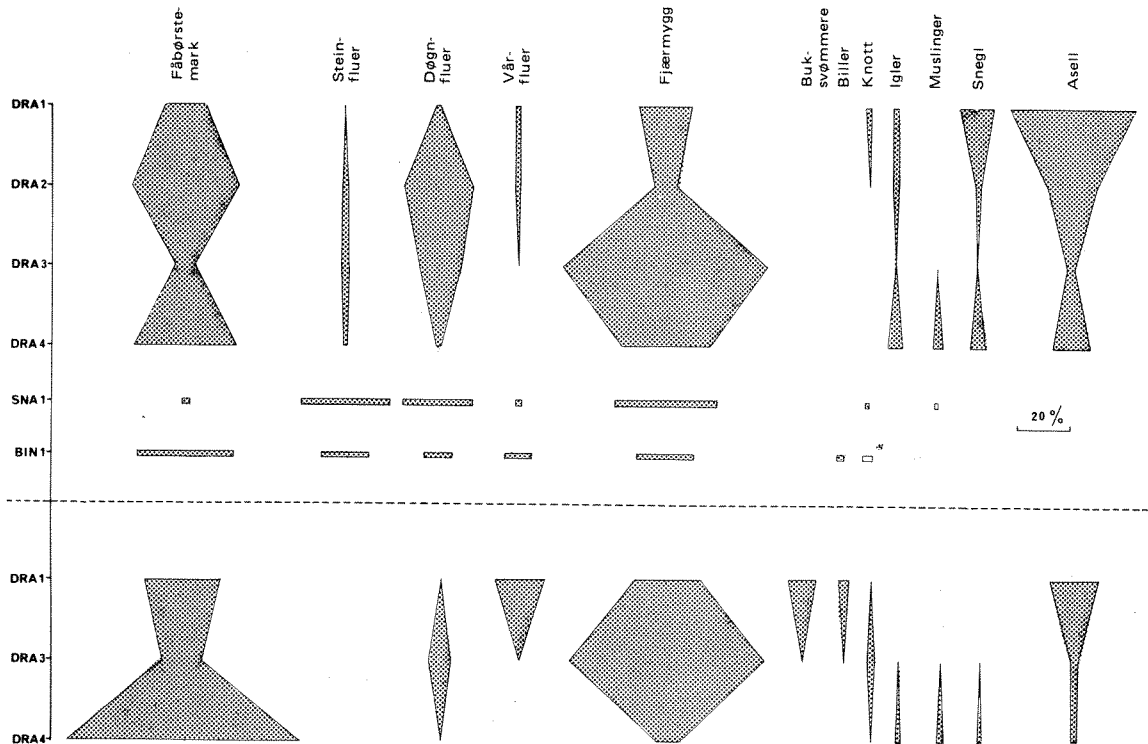 Fåbørste-
mark
Stein-
fluer
Døgn-
fluer
Vår-
fluer
Fjærmygg
Buk-
svømmere
Biller
Knott
Igler
Muslinger
Snegl
Asell
DRA1
DRA2
DRA3
DRA4
SNA1
20 %
BIN1
DRA1
DRA3
DRA4